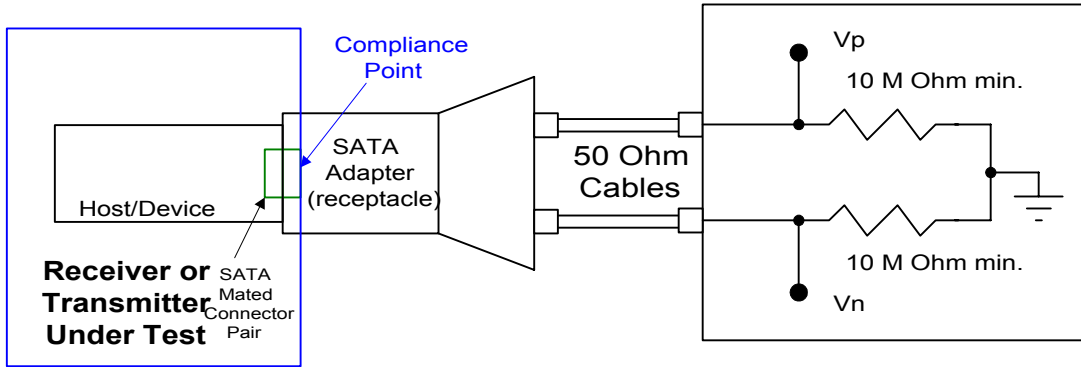 Compliance
Point
Vp
10 M Ohm min.
SATA
Adapter
(receptacle)
50 Ohm
Cables
Host/Device
Receiver or
Transmitter
Under Test
SATA
Mated
Connector
Pair
10 M Ohm min.
Vn